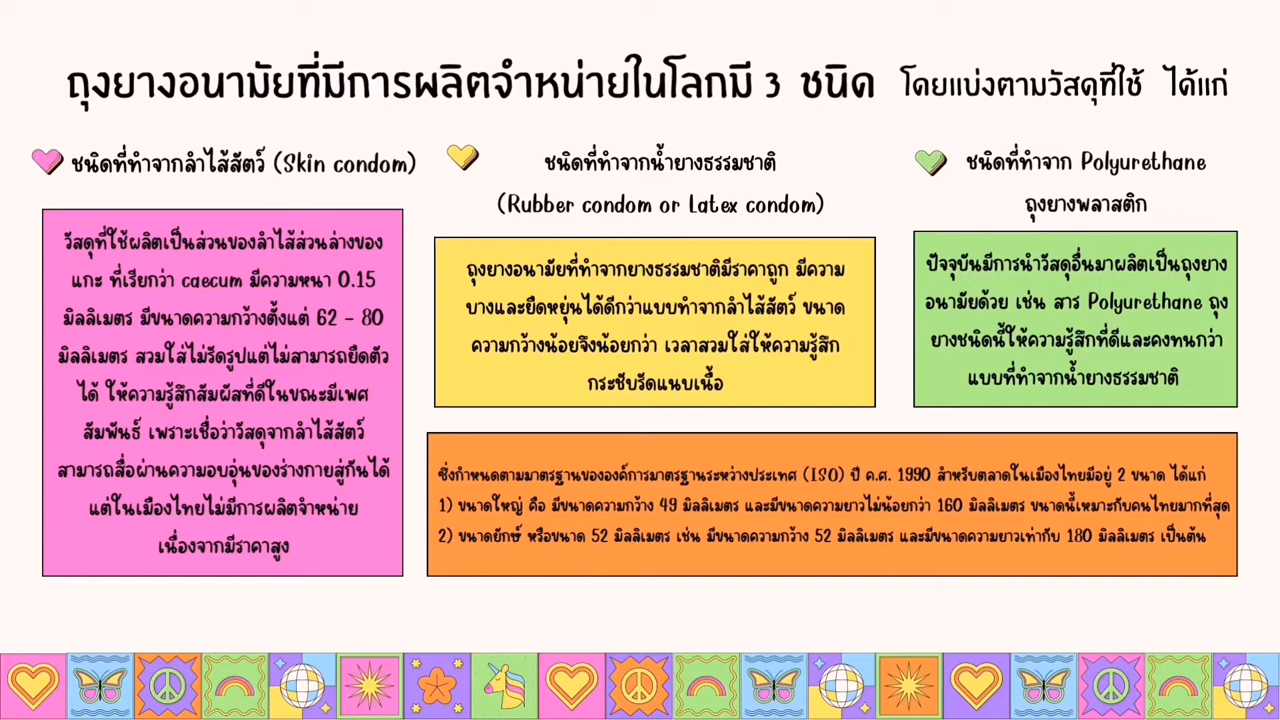 ถุงยางอนามัยที่มีการผลิตจำหน่ายในโลกมี 3 ชนิด โดยแบ่งตามวัสดุที่ใช้ ได้แก่
ชนิดที่ทำจากลำไส้สัตว์ (Skin condom)
วัสดุที่ใช้ผลิตเป็นส่วนของลำไส้ส่วนล่างของ
แกะ ที่เรียกว่า caecum มีความหนา 0.15
มิลลิเมตร มีขนาดความกว้างตั้งแต่ 62 - 80
มิลลิเมตร สวมใส่ไม่รัดรูปแต่ไม่สามารถยืดตัว
ได้ ให้ความรู้สึกสัมผัสที่ดีในขณะมีเพศ
สัมพันธ์ เพราะเชื่อว่าวัสดุจากลำไส้สัตว์
สามารถสื่อผ่านความอบอุ่นของร่างกายสู่กันได้
แต่ในเมืองไทยไม่มีการผลิตจำหน่าย
เนื่องจากมีราคาสูง
ชนิดที่ทำจากน้ำยางธรรมชาติ
(Rubber condom or Latex condom)
ถุงยางอนามัยที่ทำจากยางธรรมชาติมีราคาถูก มีความ
บางและยืดหยุ่นได้ดีกว่าแบบทำจากลำไส้สัตว์ ขนาด
ความกว้างน้อยจึงน้อยกว่า เวลาสวมใส่ให้ความรู้สึก
กระชับรัดแนบเนื้อ
ชนิดที่ทำจาก Polyurethane
ถุงยางพลาสติก
ปัจจุบันมีการนำวัสดุอื่นมาผลิตเป็นถุงยาง
อนามัยด้วย เช่น สาร Polyurethane ถุง
ยางชนิดนี้ให้ความรู้สึกที่ดีและคงทนกว่า
แบบที่ทำจากน้ำยางธรรมชาติ
ซึ่งกำหนดตามมาตรฐานขององค์การมาตรฐานระหว่างประเทศ (ISO) ปี ค.ศ. 1990 สำหรับตลาดในเมืองไทยมีอยู่ 2 ขนาด ได้แก่
1) ขนาดใหญ่ คือ มีขนาดความกว้าง 49 มิลลิเมตร และมีขนาดความยาวไม่น้อยกว่า 160 มิลลิเมตร ขนาดนี้เหมาะกับคนไทยมากที่สุด
2) ขนาดยักษ์ หรือขนาด 52 มิลลิเมตร เช่น มีขนาดความกว้าง 52 มิลลิเมตร และมีขนาดความยาวเท่ากับ 180 มิลลิเมตร เป็นต้น